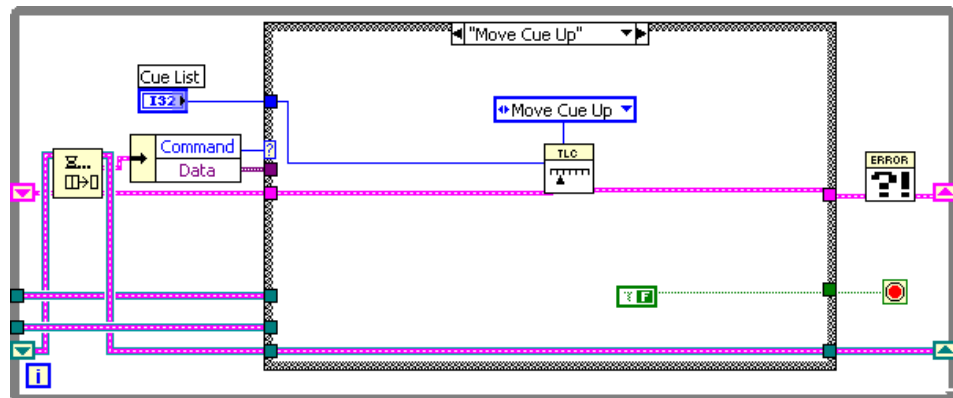 "Move Cue Up"
Cue List
I32
Move Cue Up
Command
?
Data
TLC
ERROR
?!
F
i